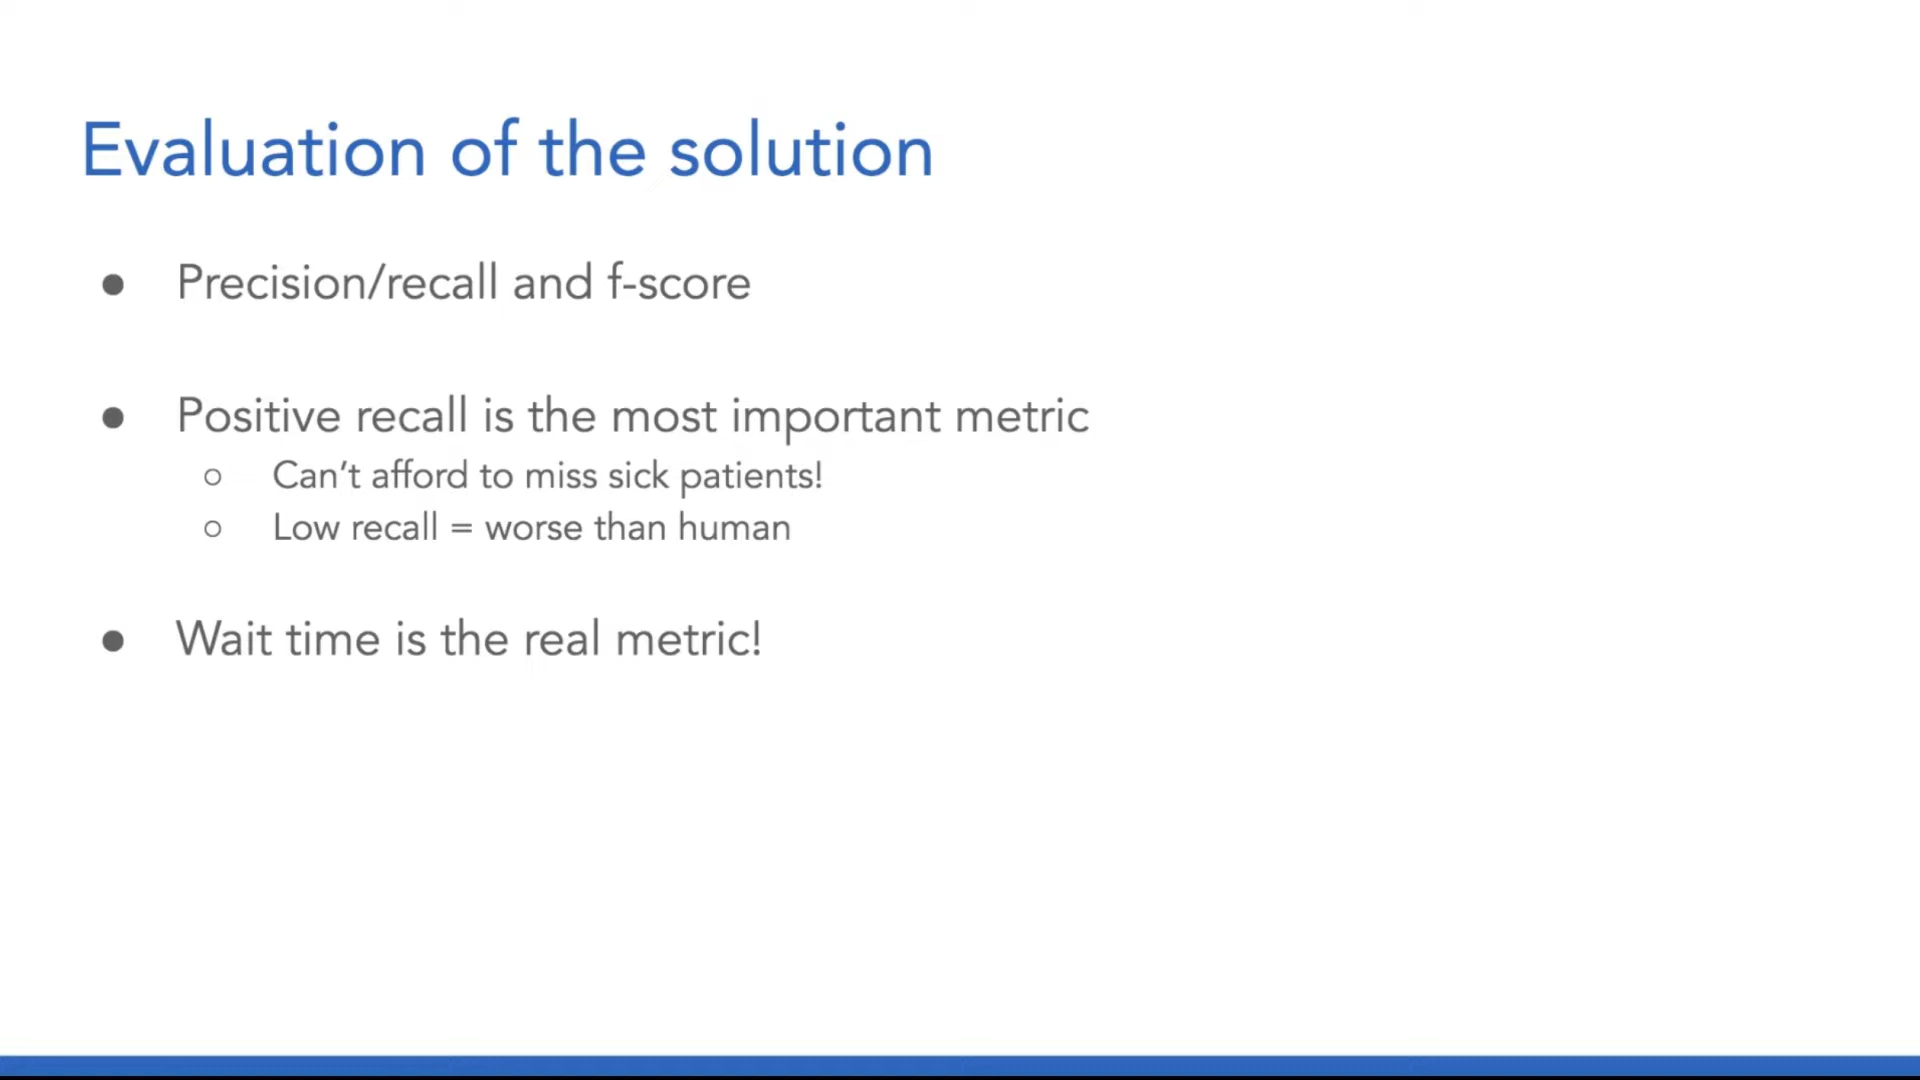 Evaluation of the solution
● Precision/recall and f-score
● Positive recall is the most important metric
○ Can’t afford to miss sick patients!
○ Low recall = worse than human
● Wait time is the real metric!